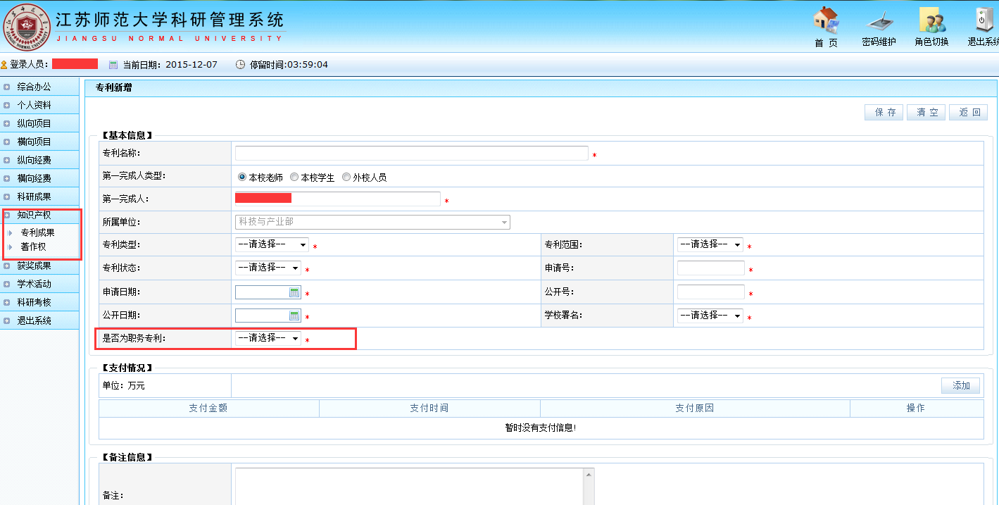 江苏师范大学科研管理系统
JIANGSU NORMAL UNIVERSITY
首 页 密码维护 角色切换 退出系统
登录人员： 当前日期：2015-12-07 停留时间:03:59:04
综合办公
个人资料
纵向项目
横向项目
纵向经费
横向经费
科研成果
知识产权
专利成果
著作权
获奖成果
学术活动
科研考核
退出系统
专利新增
保 存 清 空 返 回
【基本信息】
专利名称： *
第一完成人类型： 本校老师 本校学生 外校人员
第一完成人： *
所属单位： 科技与产业部
专利类型： --请选择-- * 专利范围： --请选择-- *
专利状态： --请选择-- * 申请号： *
申请日期： * 公开号： *
公开日期： * 学校署名： --请选择-- *
是否为职务专利： --请选择-- *
【支付情况】
单位：万元 添加
支付金额 支付时间 支付原因 操作
暂时没有支付信息!
【备注信息】
备注：